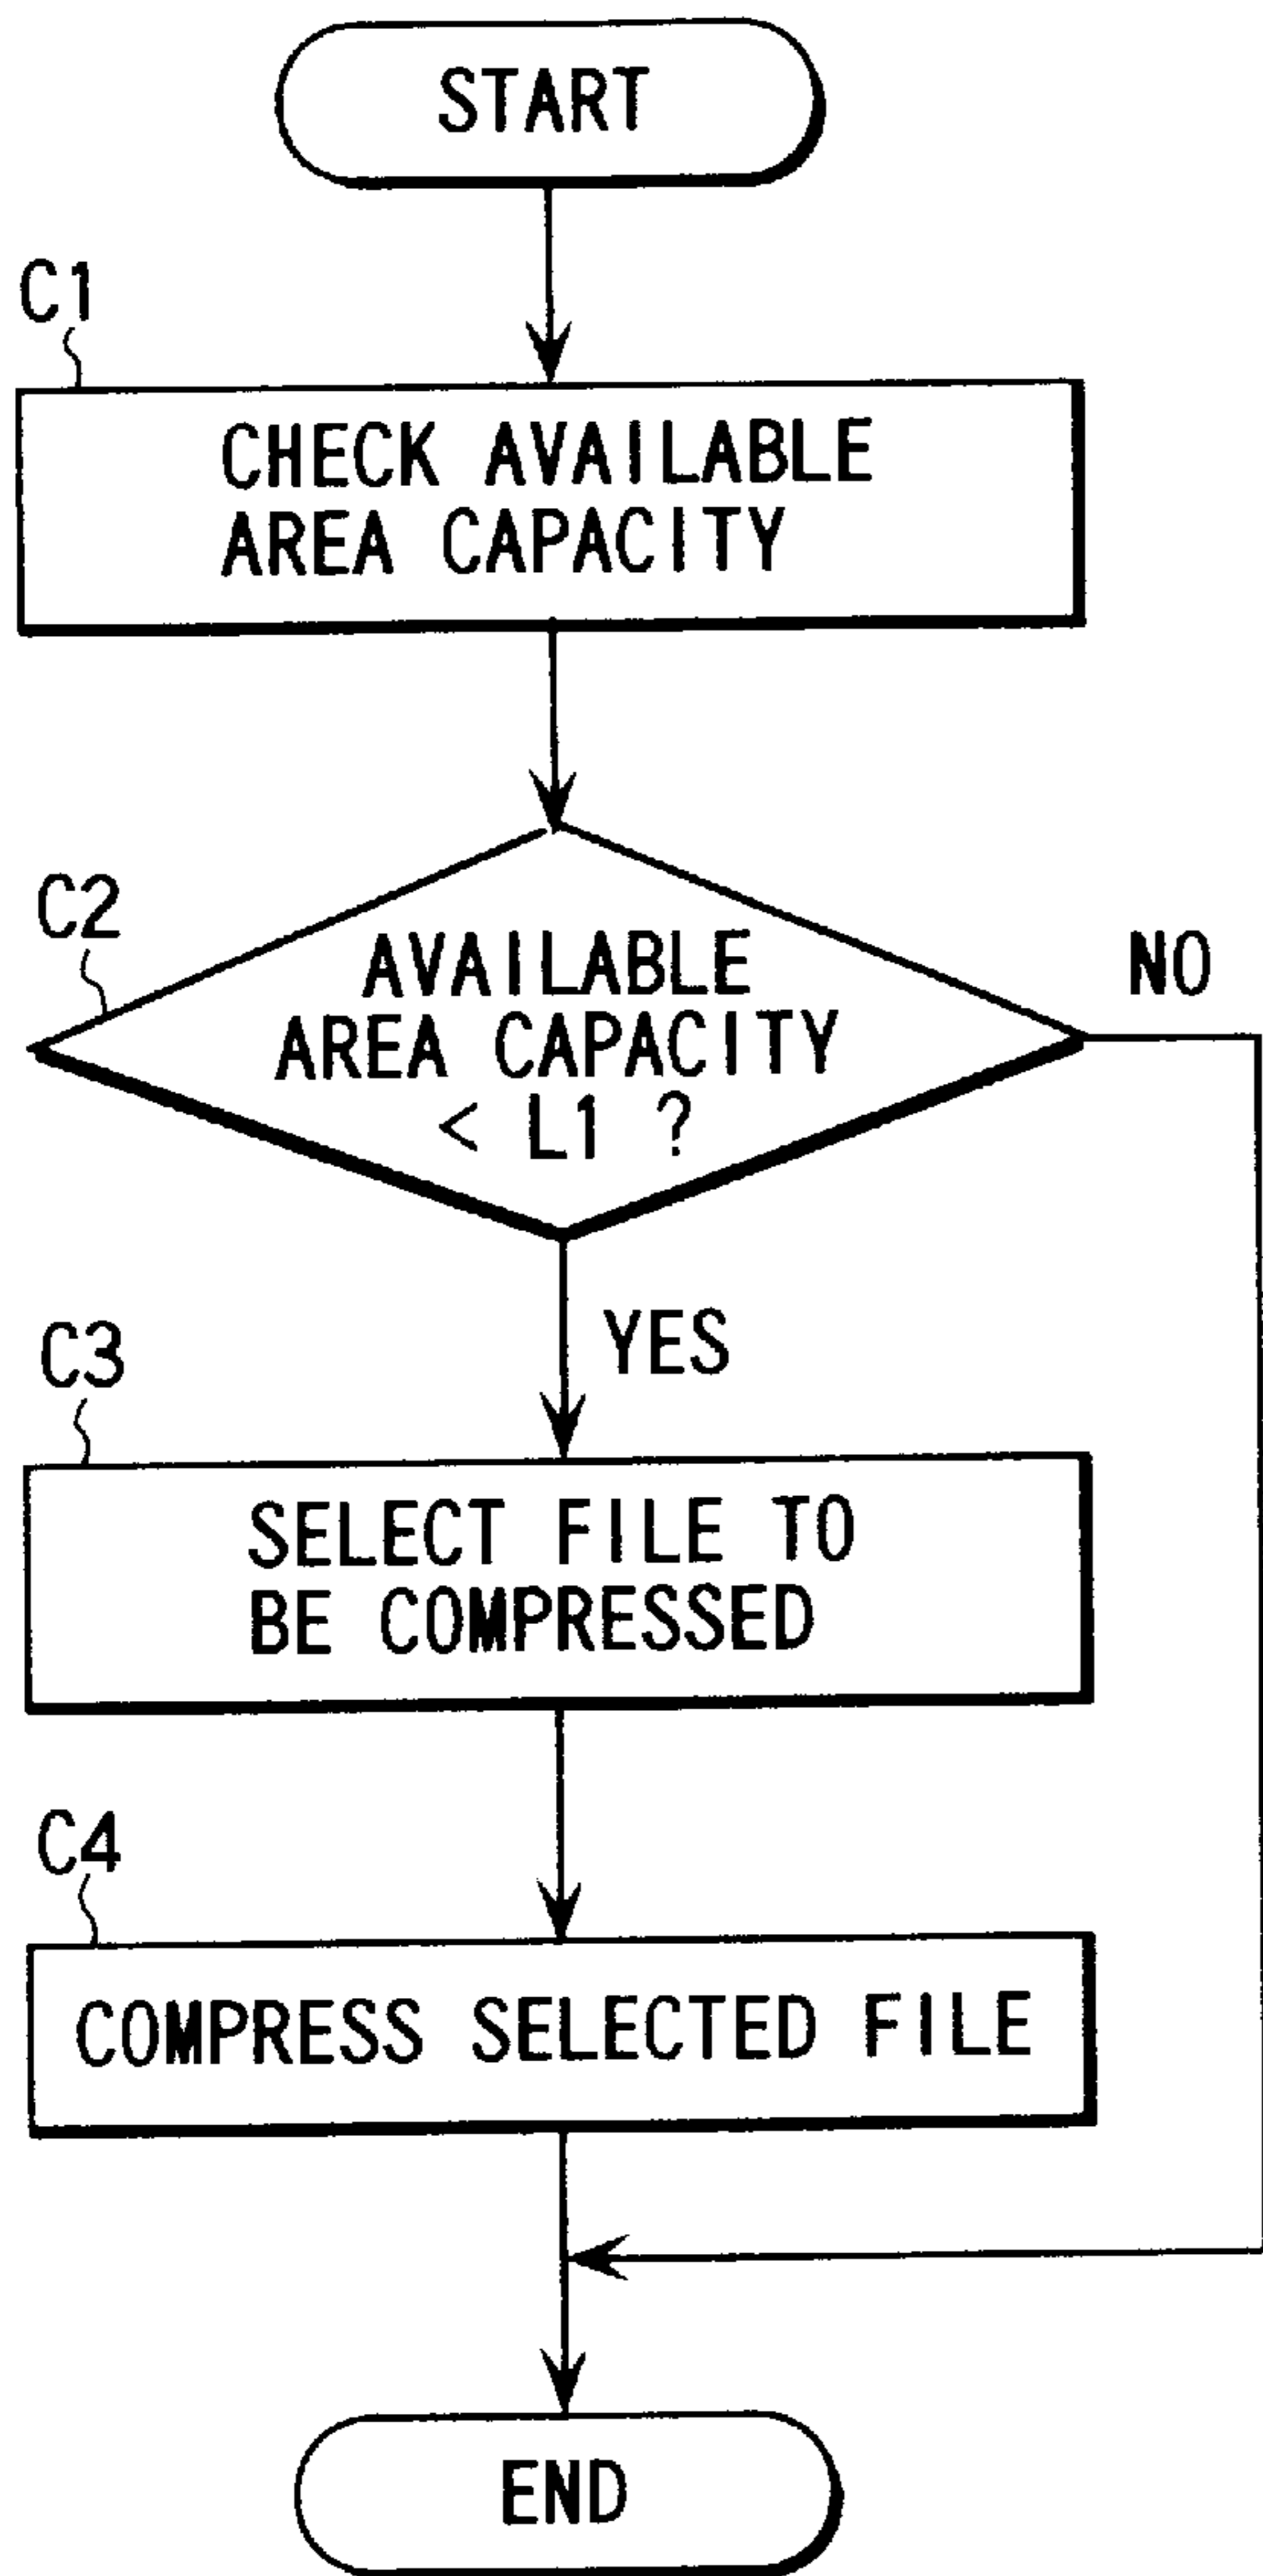 START
C1
CHECK AVAILABLE
AREA CAPACITY
C2
AVAILABLE
AREA CAPACITY
< L1 ?
NO
YES
C3
SELECT FILE TO
BE COMPRESSED
C4
COMPRESS SELECTED FILE
END